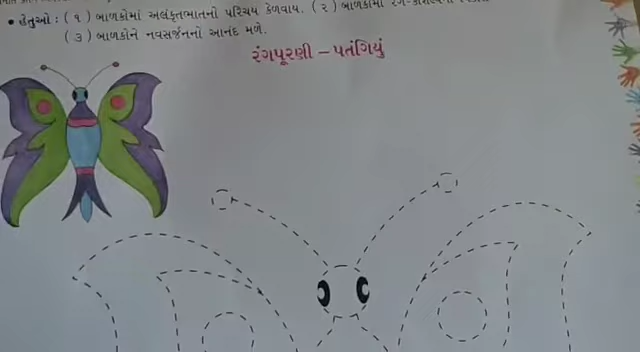 • હેતુઓ : (૧) બાળકોમાં અલંકૃતભાતનો પરિચય કેળવાય. (૨) બાળકોમાં રંગ-
(૩) બાળકોને નવસર્જનનો આનંદ મળે.
રંગપૂરણી – પતંગિયું